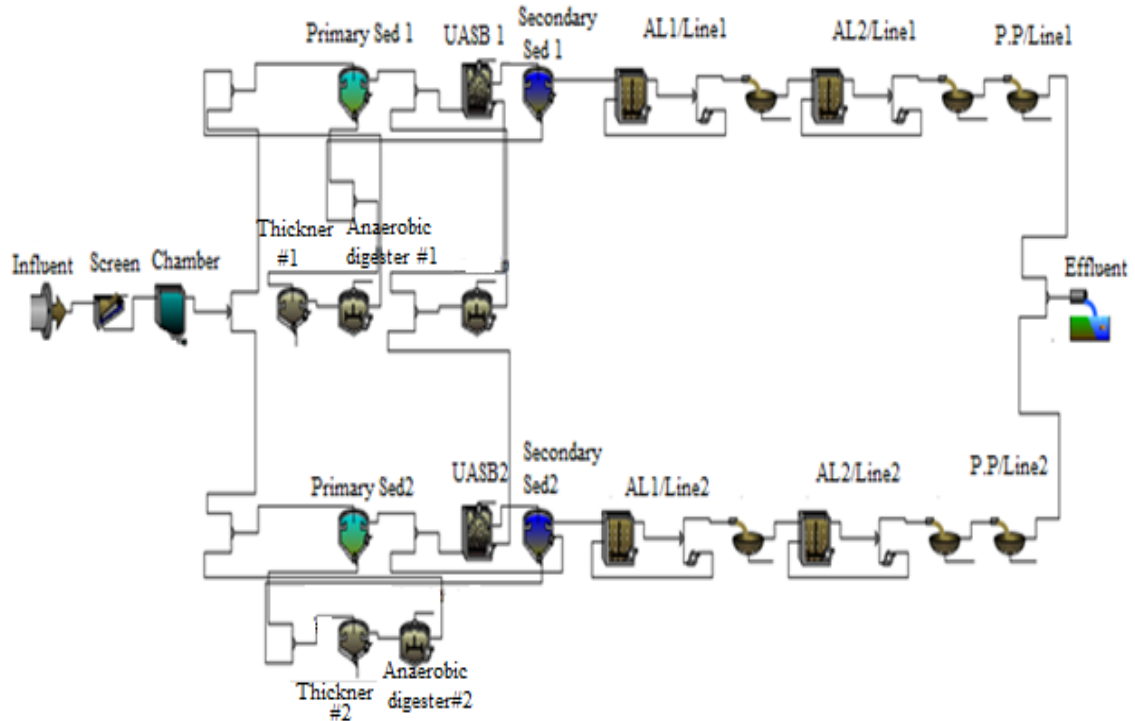 Primary Sed 1
UASB 1
Secondary
Sed 1
AL1/Line1
AL2/Line1
P.P/Line1
Influent
Screen
Chamber
Thickner
#1
Anaerobic
digester #1
Effluent
Primary Sed2
UASB2
Secondary
Sed2
AL1/Line2
AL2/Line2
P.P/Line2
Thickner
#2
Anaerobic
digester#2